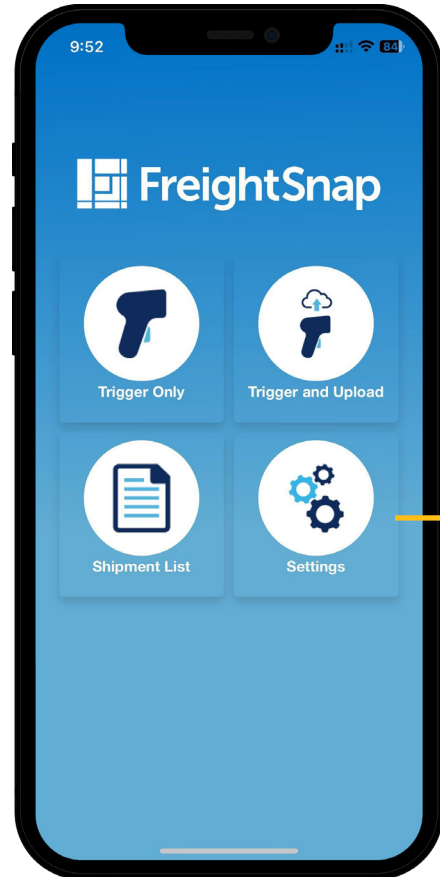 9:52
84
FreightSnap
Trigger Only
Trigger and Upload
Shipment List
Settings